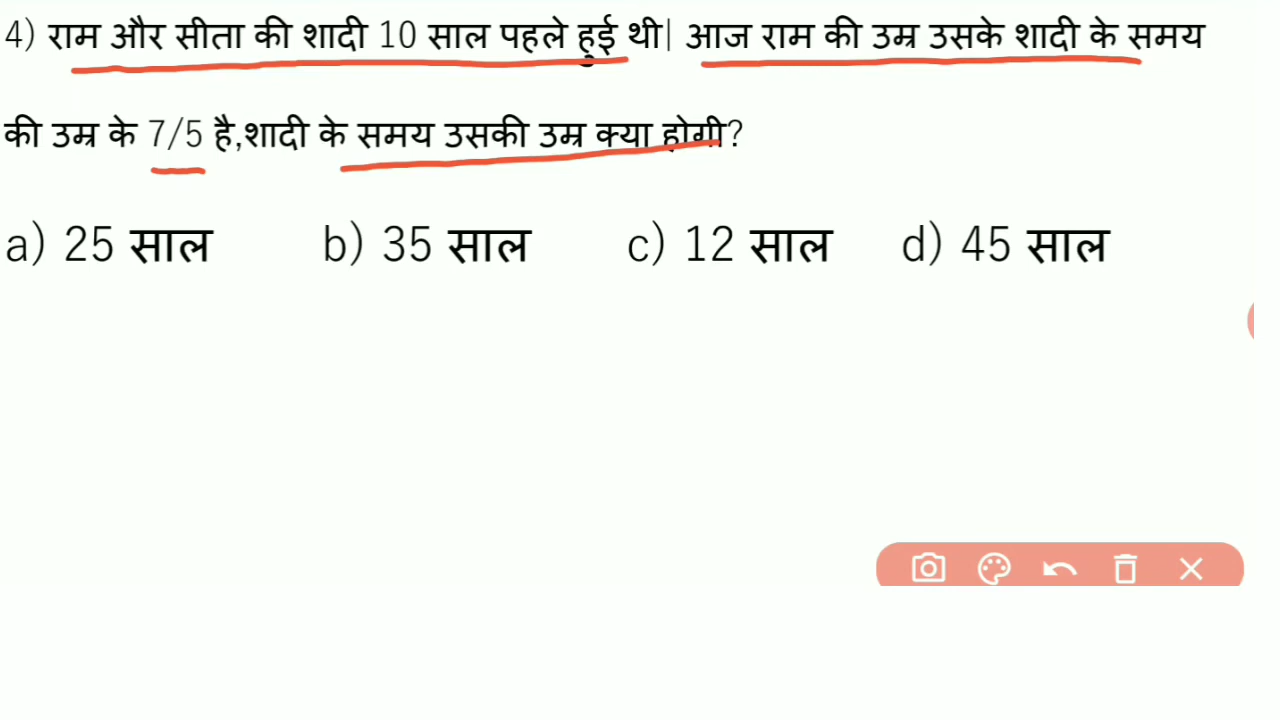 4) राम और सीता की शादी 10 साल पहले हुई थी| आज राम की उम्र उसके शादी के समय
की उम्र के 7/5 है,शादी के समय उसकी उम्र क्या होगी?
a) 25 साल b) 35 साल c) 12 साल d) 45 साल